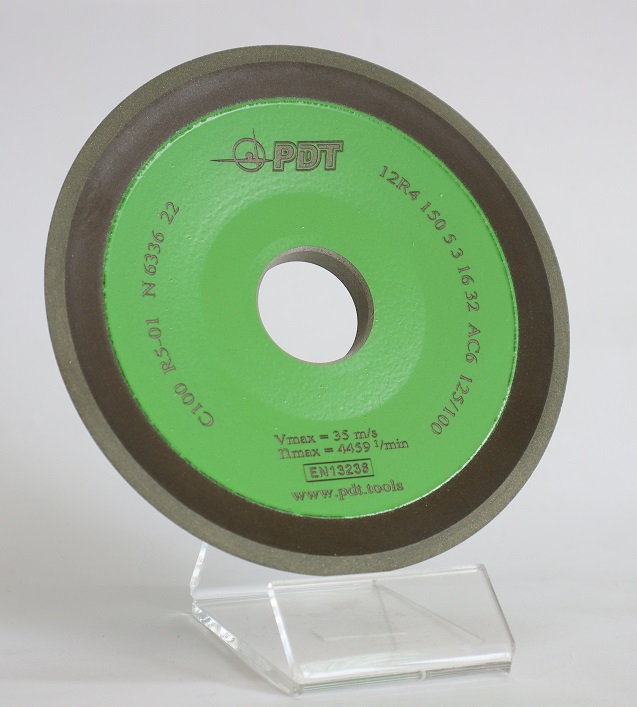 PDT
12R4 150 5 3 16 32 AC6 125/100
C100 R5-01 N 6336 22
Vmax = 35 m/s
nmax = 4459 1/min
EN13236
www.pdt.tools